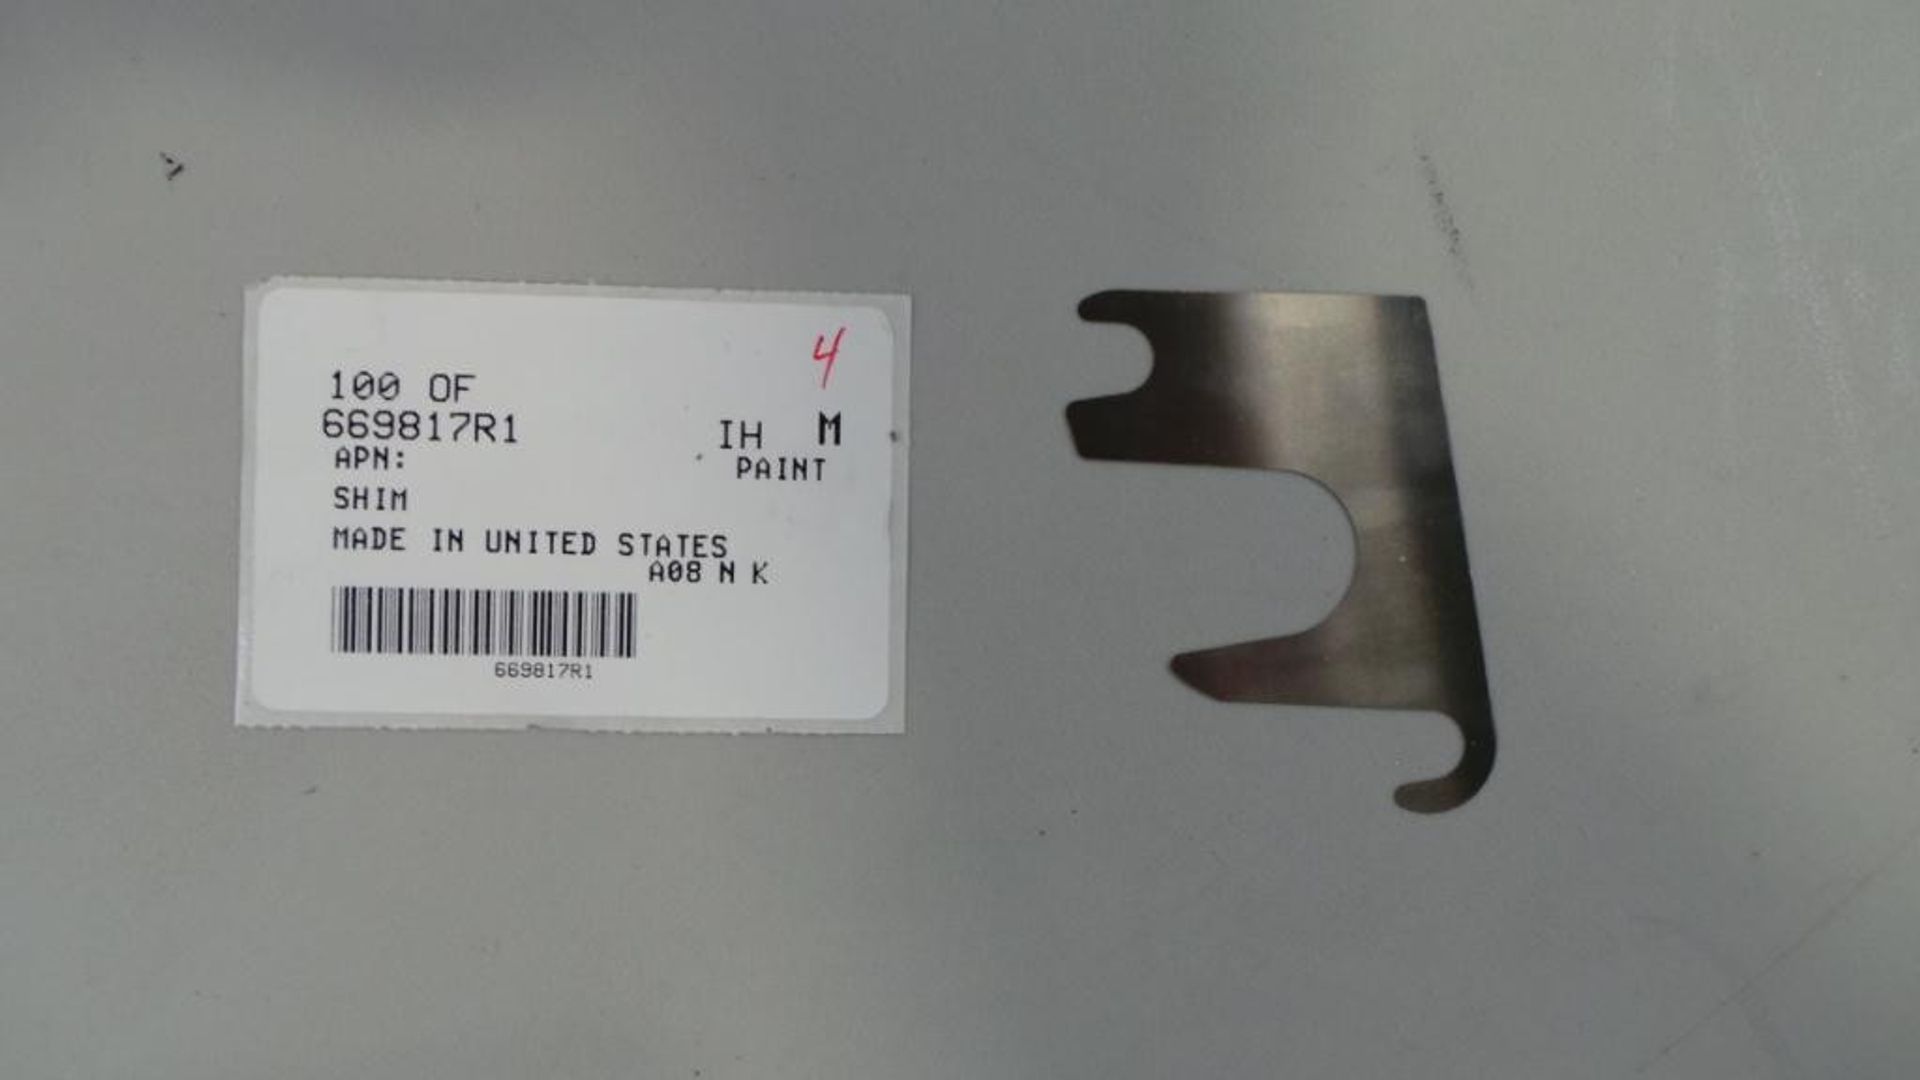 4
100 OF
669817R1 IH M
APN: PAINT
SHIM
MADE IN UNITED STATES
A08 N K
669817R1